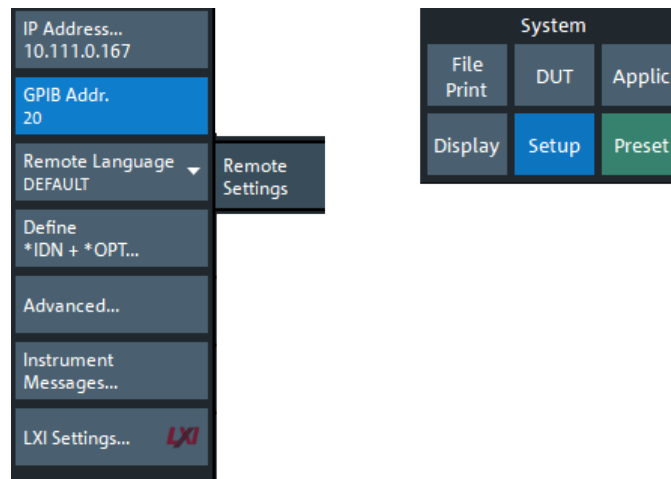 IP Address...
10.111.0.167
GPIB Addr.
20
Remote Language
DEFAULT
Define
*IDN + *OPT...
Advanced...
Instrument
Messages...
LXI Settings... LXI
Remote
Settings
System
File
Print
DUT
Applic
Display
Setup
Preset